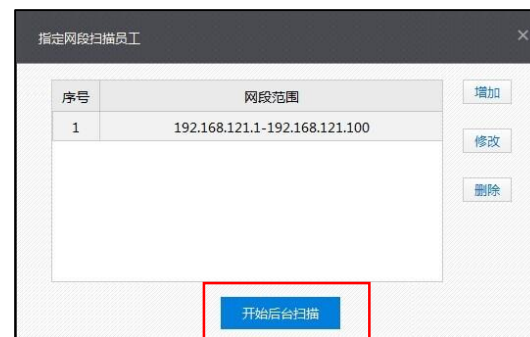 指定网段扫描员工
序号 网段范围 增加
1 192.168.121.1-192.168.121.100
修改
删除
开始后台扫描